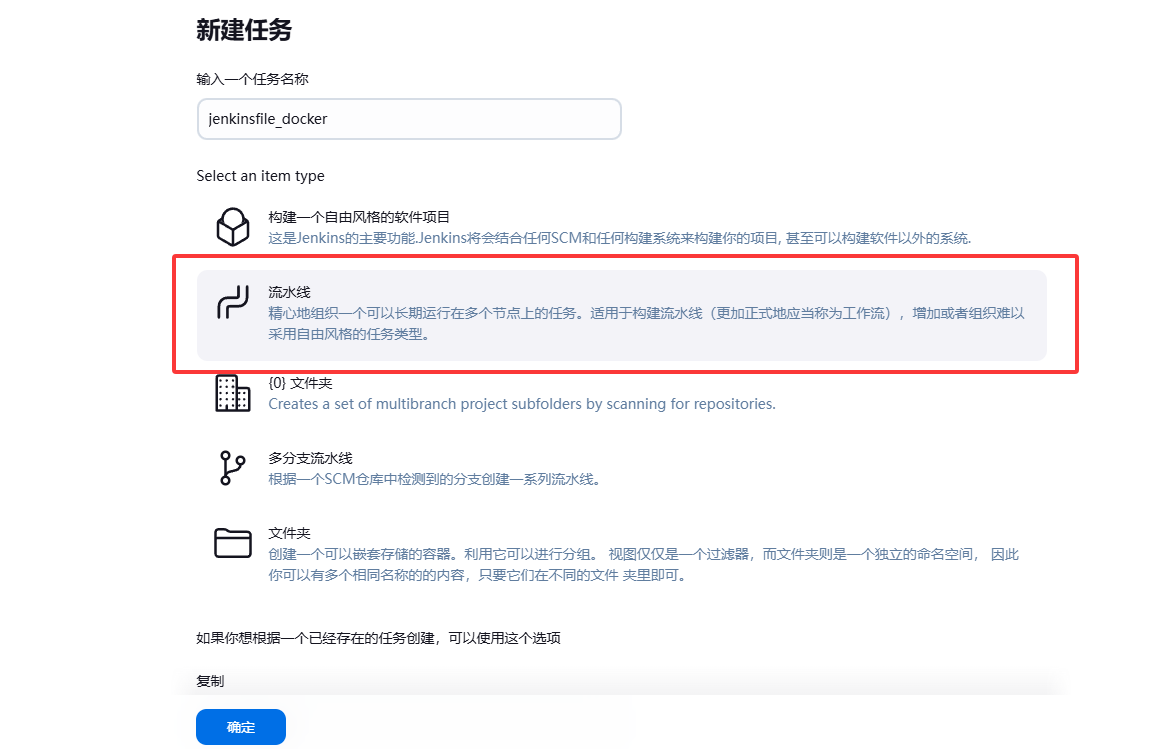 新建任务
输入一个任务名称
jenkinsfile_docker
Select an item type
构建一个自由风格的软件项目
这是Jenkins的主要功能.Jenkins将会结合任何SCM和任何构建系统来构建你的项目, 甚至可以构建软件以外的系统.
流水线
精心地组织一个可以长期运行在多个节点上的任务。适用于构建流水线（更加正式地应当称为工作流），增加或者组织难以
采用自由风格的任务类型。
{0} 文件夹
Creates a set of multibranch project subfolders by scanning for repositories.
多分支流水线
根据一个SCM仓库中检测到的分支创建一系列流水线。
文件夹
创建一个可以嵌套存储的容器。利用它可以进行分组。 视图仅仅是一个过滤器，而文件夹则是一个独立的命名空间， 因此
你可以有多个相同名称的的内容，只要它们在不同的文件 夹里即可。
如果你想根据一个已经存在的任务创建，可以使用这个选项
复制
确定